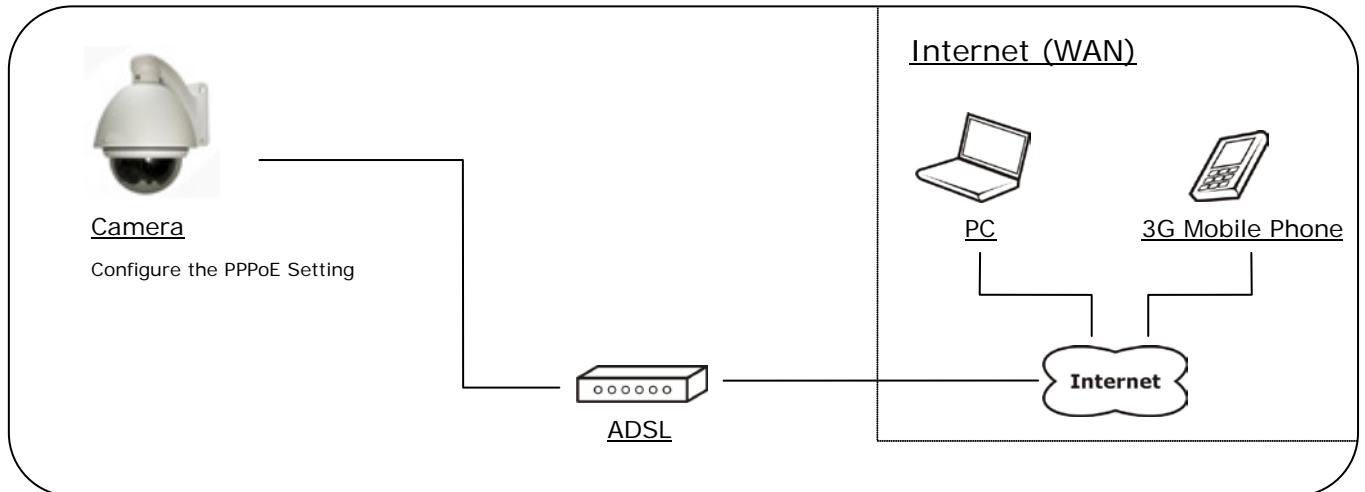 Internet (WAN)
Camera
Configure the PPPoE Setting
PC
3G Mobile Phone
Internet
ADSL